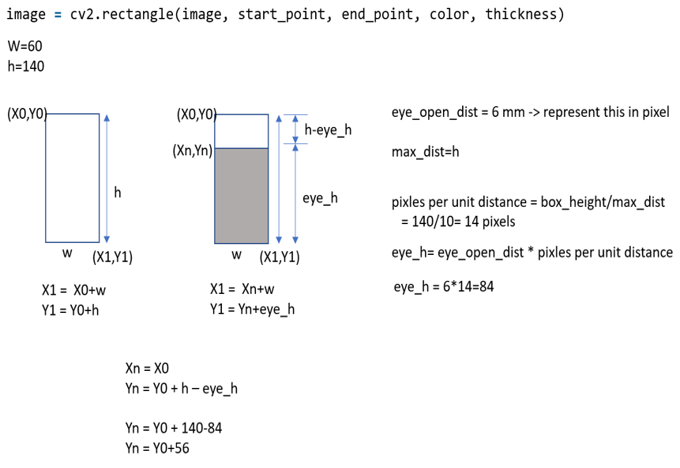 image = cv2.rectangle(image, start_point, end_point, color, thickness)
W=60
h=140
(X0,Y0)
h
w
(X1,Y1)
X1 = X0+w
Y1 = Y0+h
(X0,Y0)
(Xn,Yn)
h-eye_h
eye_h
w
(X1,Y1)
X1 = Xn+w
Y1 = Yn+eye_h
eye_open_dist = 6 mm -> represent this in pixel
max_dist=h
pixles per unit distance = box_height/max_dist
= 140/10= 14 pixels
eye_h= eye_open_dist * pixles per unit distance
eye_h = 6*14=84
Xn = X0
Yn = Y0 + h – eye_h
Yn = Y0 + 140-84
Yn = Y0+56